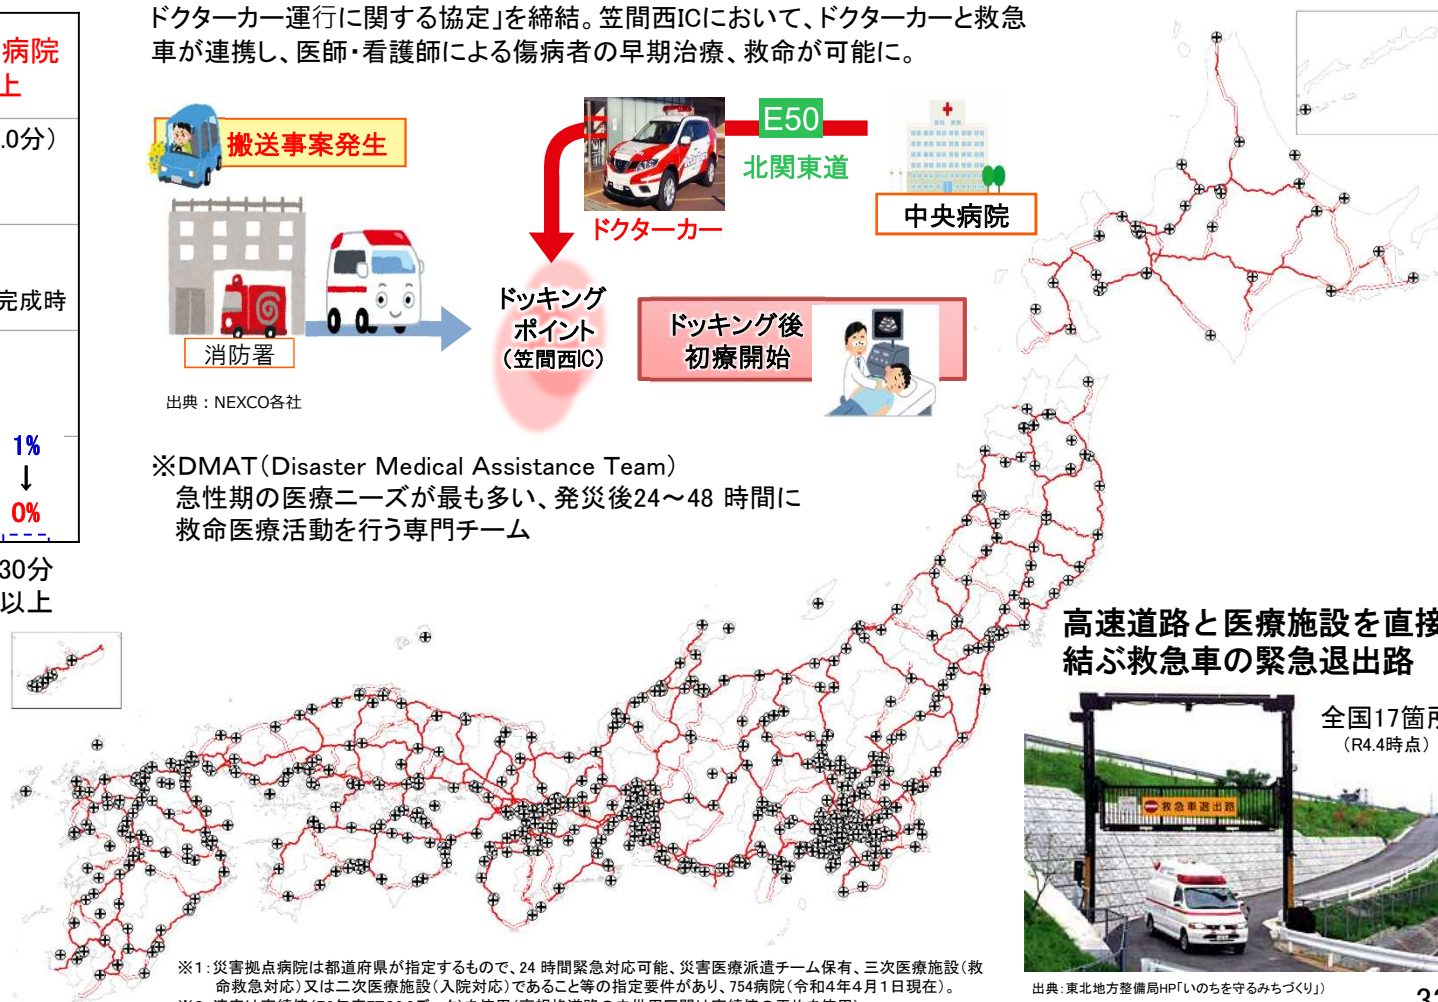 ドクターカー運行に関する協定」を締結。笠間西ICにおいて、ドクターカーと救急
車が連携し、医師・看護師による傷病者の早期治療、救命が可能に。
病院
上
.0分）
完成時
1%
↓
0%
30分
以上
搬送事案発生
消防署
出典：NEXCO各社
ドクターカー
E50
北関東道
中央病院
ドッキング
ポイント
（笠間西IC）
ドッキング後
初療開始
※DMAT（Disaster Medical Assistance Team）
急性期の医療ニーズが最も多い、発災後24～48 時間に
救命医療活動を行う専門チーム
高速道路と医療施設を直接
結ぶ救急車の緊急退出路
全国17箇所
（R4.4時点）
救急車退出路
出典：東北地方整備局HP「いのちを守るみちづくり」）
※1：災害拠点病院は都道府県が指定するもので、24 時間緊急対応可能、災害医療派遣チーム保有、三次医療施設（救
命救急対応）又は二次医療施設（入院対応）であること等の指定要件があり、754病院（令和4年4月1日現在）。